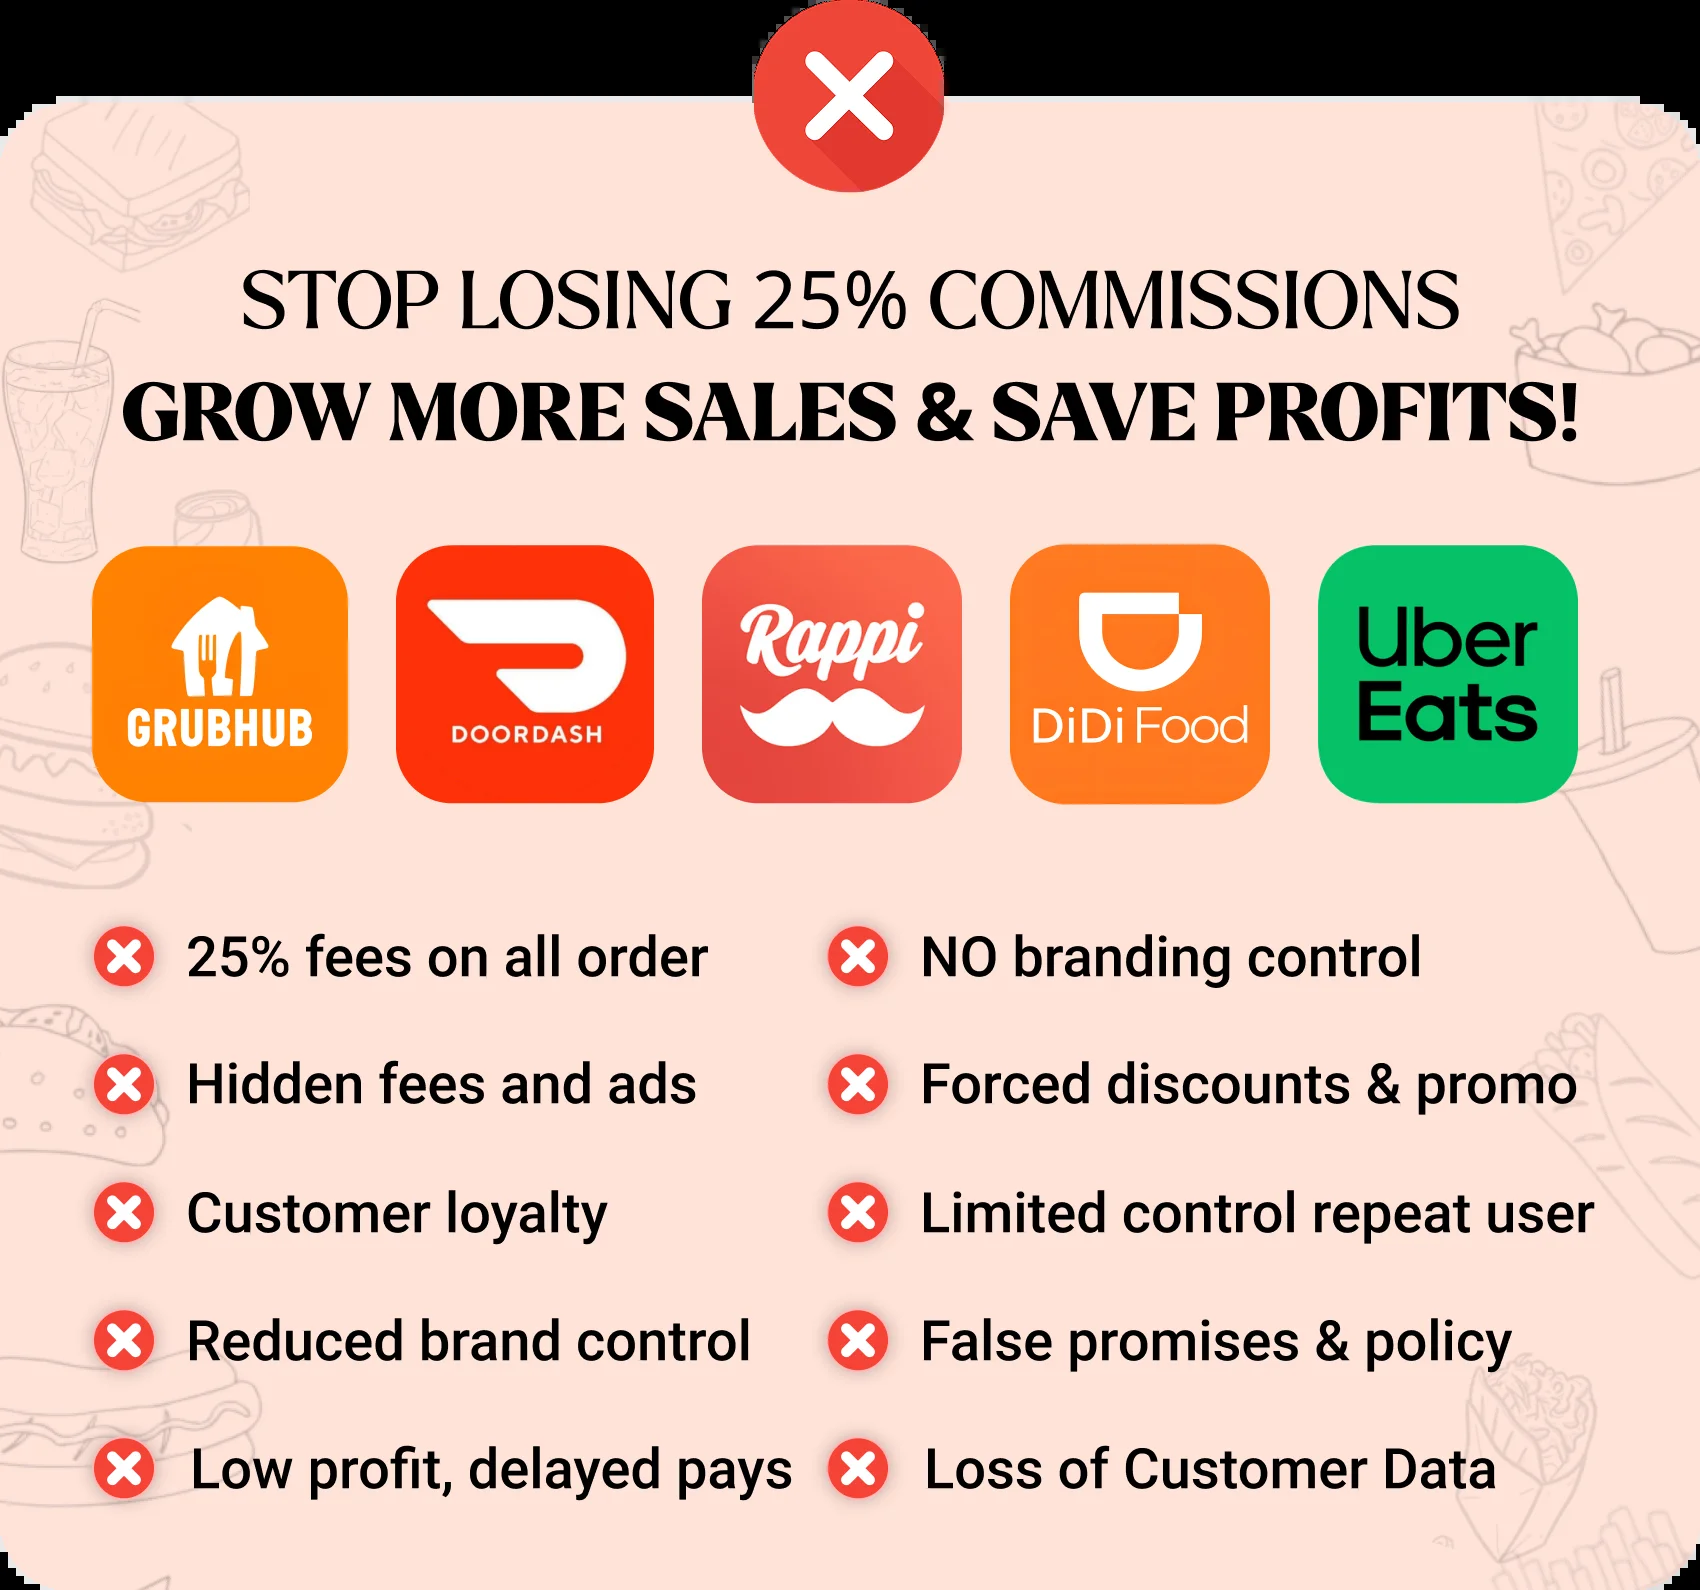 STOP LOSING 25% COMMISSIONS
GROW MORE SALES & SAVE PROFITS!
GRUBHUB
DOORDASH
Rappi
DiDi Food
Uber
Eats
25% fees on all order
NO branding control
Hidden fees and ads
Forced discounts & promo
Customer loyalty
Limited control repeat user
Reduced brand control
False promises & policy
Low profit, delayed pays
Loss of Customer Data